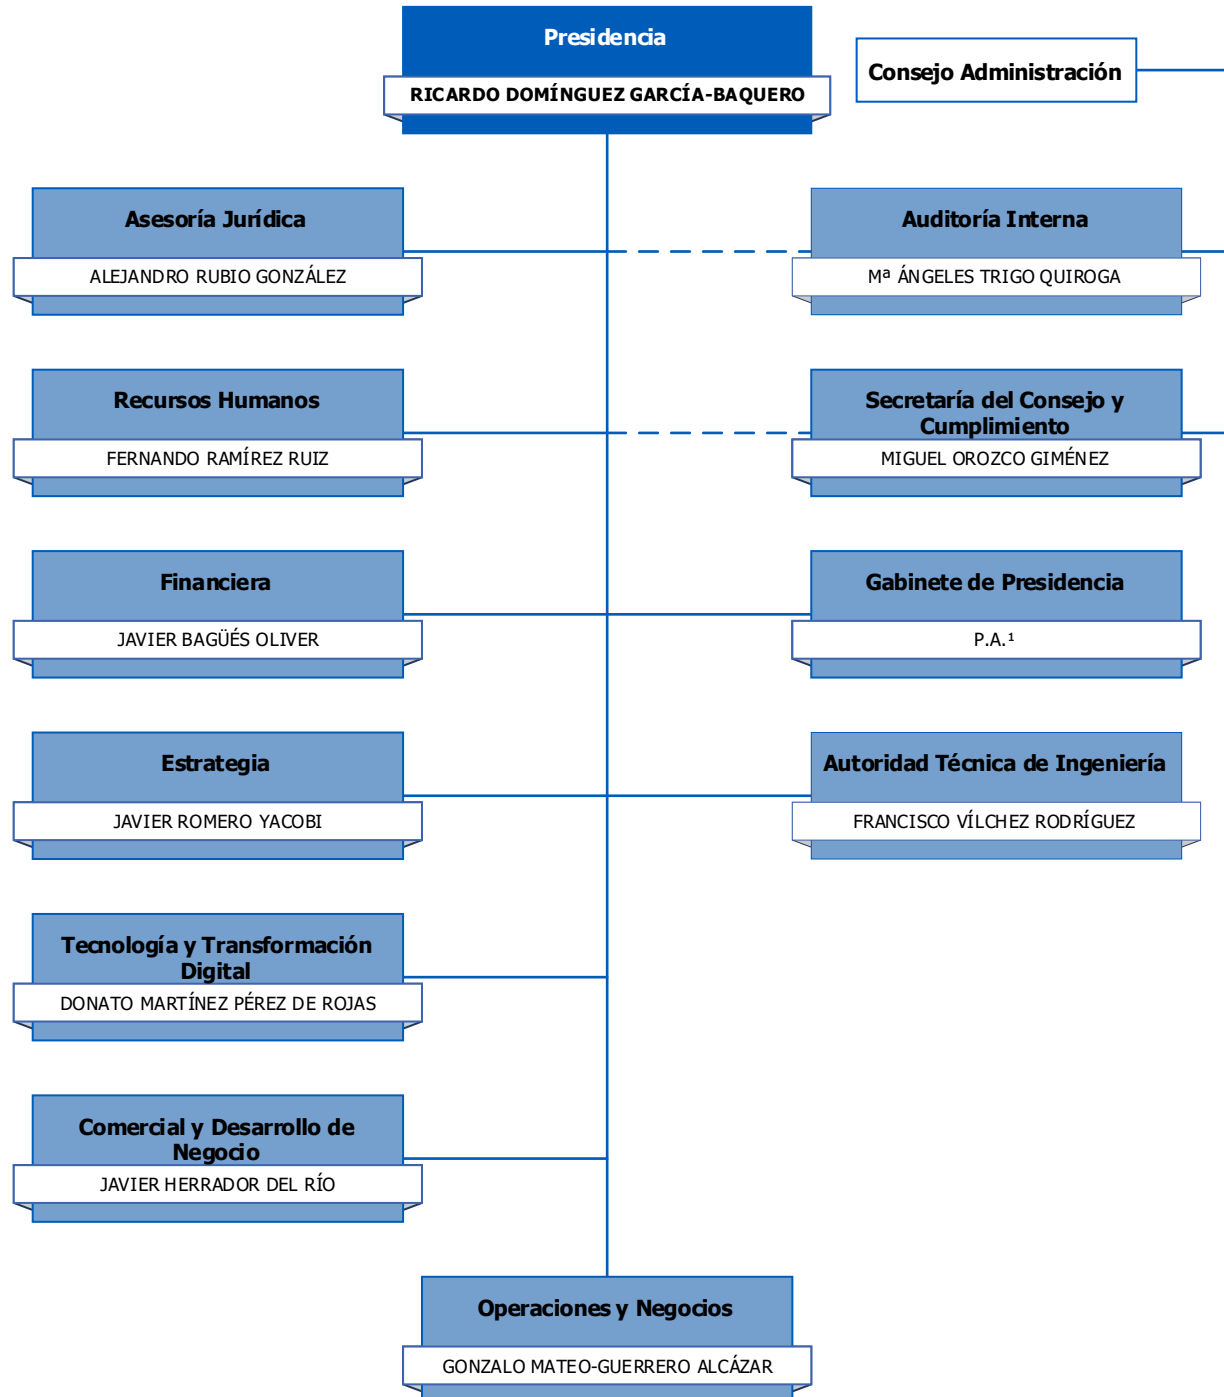 Presidencia
RICARDO DOMÍNGUEZ GARCÍA-BAQUERO
Consejo Administración
Asesoría Jurídica
ALEJANDRO RUBIO GONZÁLEZ
Auditoría Interna
Mª ÁNGELES TRIGO QUIROGA
Recursos Humanos
FERNANDO RAMÍREZ RUIZ
Secretaría del Consejo y
Cumplimiento
MIGUEL OROZCO GIMÉNEZ
Financiera
JAVIER BAGÜÉS OLIVER
Gabinete de Presidencia
P.A.¹
Estrategia
JAVIER ROMERO YACOBI
Autoridad Técnica de Ingeniería
FRANCISCO VÍLCHEZ RODRÍGUEZ
Tecnología y Transformación
Digital
DONATO MARTÍNEZ PÉREZ DE ROJAS
Comercial y Desarrollo de
Negocio
JAVIER HERRADOR DEL RÍO
Operaciones y Negocios
GONZALO MATEO-GUERRERO ALCÁZAR